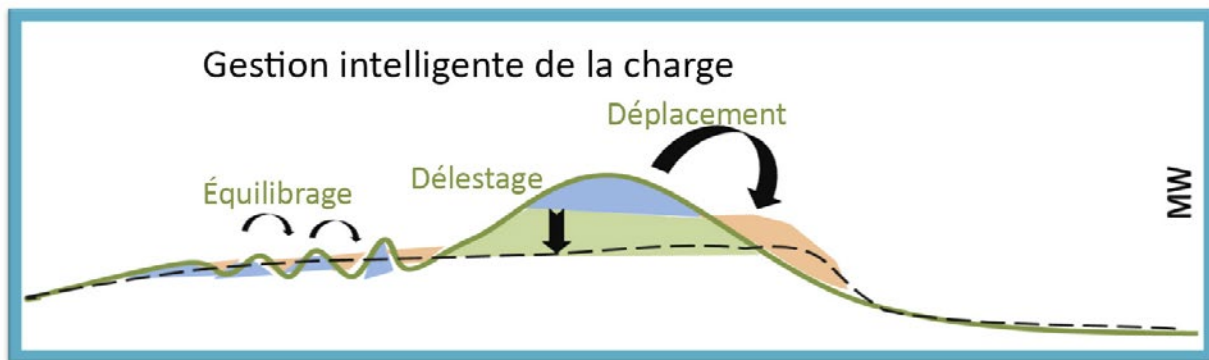 Gestion intelligente de la charge
Déplacement
Délestage
Équilibrage
MW